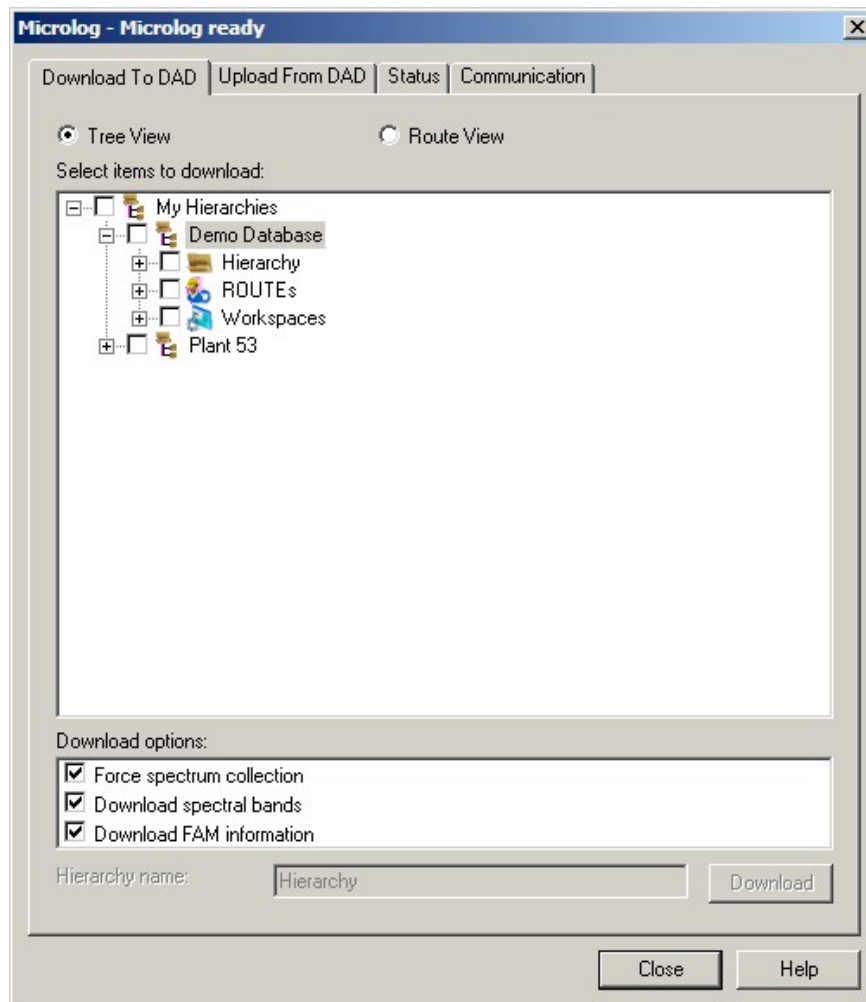 Microlog - Microlog ready
Download To DAD Upload From DAD Status Communication
Tree View Route View
Select items to download:
My Hierarchies
Demo Database
Hierarchy
ROUTEs
Workspaces
Plant 53
Download options:
Force spectrum collection
Download spectral bands
Download FAM information
Hierarchy name: Hierarchy Download
Close Help